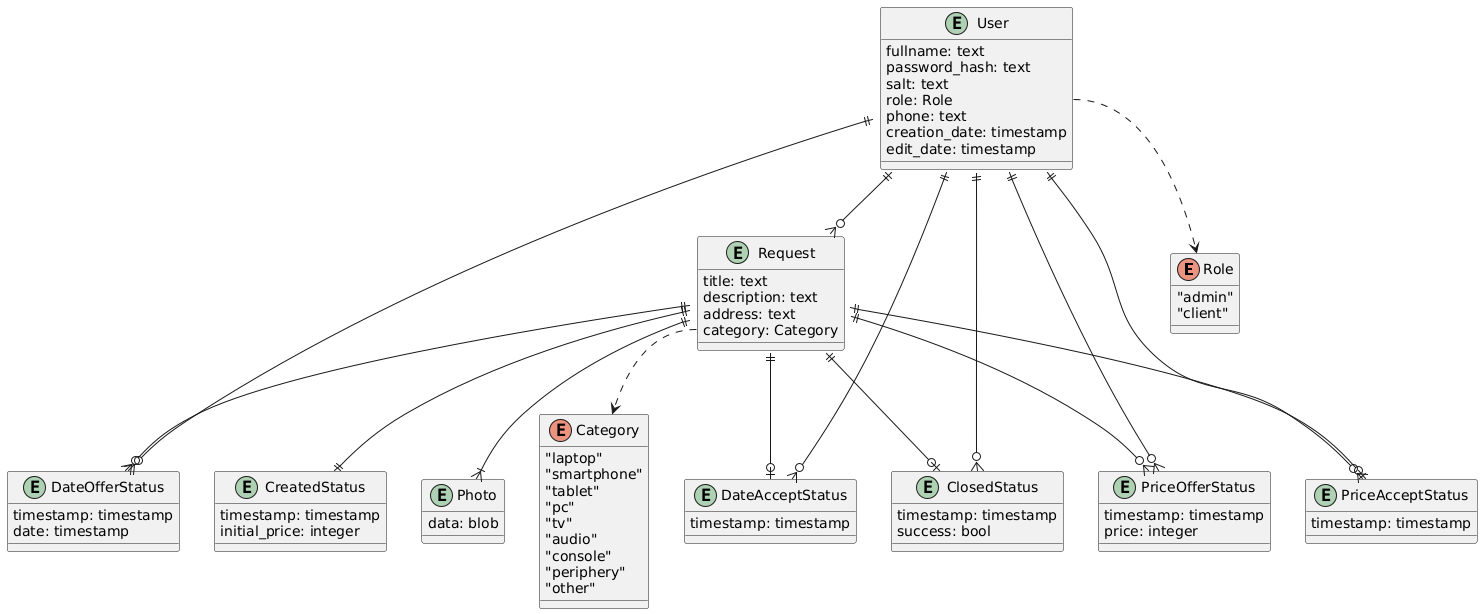 E User
fullname: text
password_hash: text
salt: text
role: Role
phone: text
creation_date: timestamp
edit_date: timestamp
E Request
title: text
description: text
address: text
category: Category
E Role
"admin"
"client"
E DateOfferStatus
timestamp: timestamp
date: timestamp
E CreatedStatus
timestamp: timestamp
initial_price: integer
E Photo
data: blob
E Category
"laptop"
"smartphone"
"tablet"
"pc"
"tv"
"audio"
"console"
"periphery"
"other"
E DateAcceptStatus
timestamp: timestamp
E ClosedStatus
timestamp: timestamp
success: bool
E PriceOfferStatus
timestamp: timestamp
price: integer
E PriceAcceptStatus
timestamp: timestamp